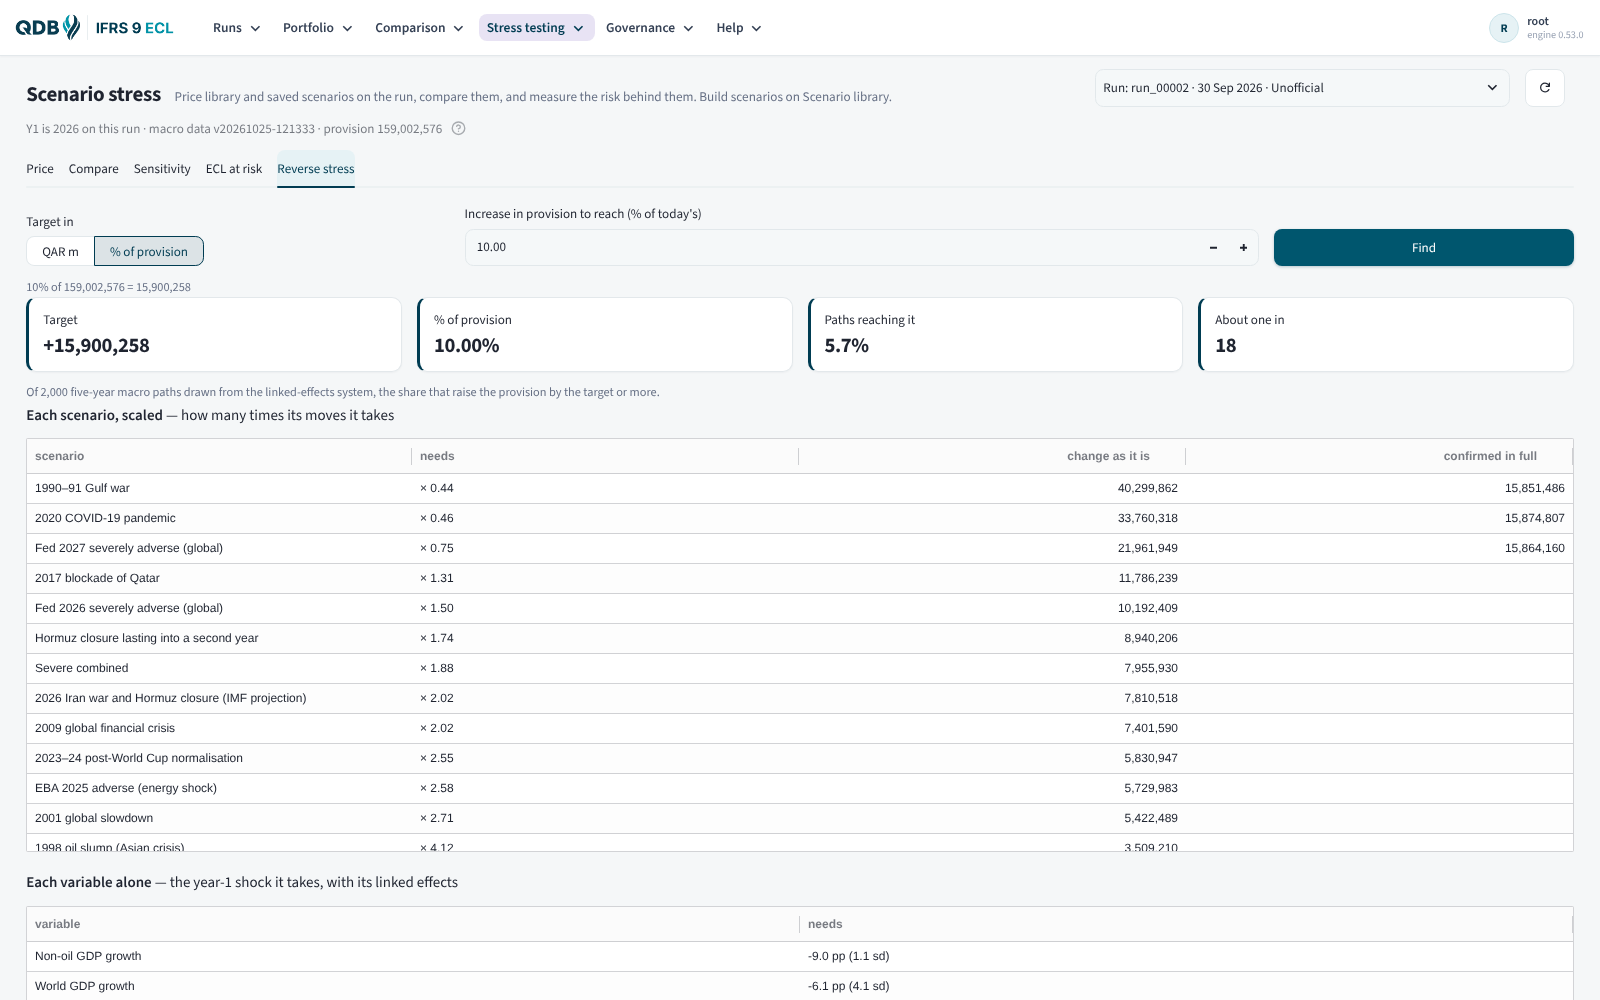 QDB IFRS 9 ECL Runs Portfolio Comparison Stress testing Governance Help R root
engine 0.53.0
Scenario stress Price library and saved scenarios on the run, compare them, and measure the risk behind them. Build scenarios on Scenario library. Run: run_00002 · 30 Sep 2026 · Unofficial
Y1 is 2026 on this run · macro data v20261025-121333 · provision 159,002,576 ?
Price Compare Sensitivity ECL at risk Reverse stress
Target in Increase in provision to reach (% of today's)
QAR m % of provision 10.00 − + Find
10% of 159,002,576 = 15,900,258
Target % of provision Paths reaching it About one in
+15,900,258 10.00% 5.7% 18
Of 2,000 five-year macro paths drawn from the linked-effects system, the share that raise the provision by the target or more.
Each scenario, scaled — how many times its moves it takes
scenario needs change as it is confirmed in full
1990–91 Gulf war × 0.44 40,299,862 15,851,486
2020 COVID-19 pandemic × 0.46 33,760,318 15,874,807
Fed 2027 severely adverse (global) × 0.75 21,961,949 15,864,160
2017 blockade of Qatar × 1.31 11,786,239
Fed 2026 severely adverse (global) × 1.50 10,192,409
Hormuz closure lasting into a second year × 1.74 8,940,206
Severe combined × 1.88 7,955,930
2026 Iran war and Hormuz closure (IMF projection) × 2.02 7,810,518
2009 global financial crisis × 2.02 7,401,590
2023–24 post-World Cup normalisation × 2.55 5,830,947
EBA 2025 adverse (energy shock) × 2.58 5,729,983
2001 global slowdown × 2.71 5,422,489
1998 oil slump (Asian crisis) × 4.12 3,509,210
Each variable alone — the year-1 shock it takes, with its linked effects
variable needs
Non-oil GDP growth -9.0 pp (1.1 sd)
World GDP growth -6.1 pp (4.1 sd)